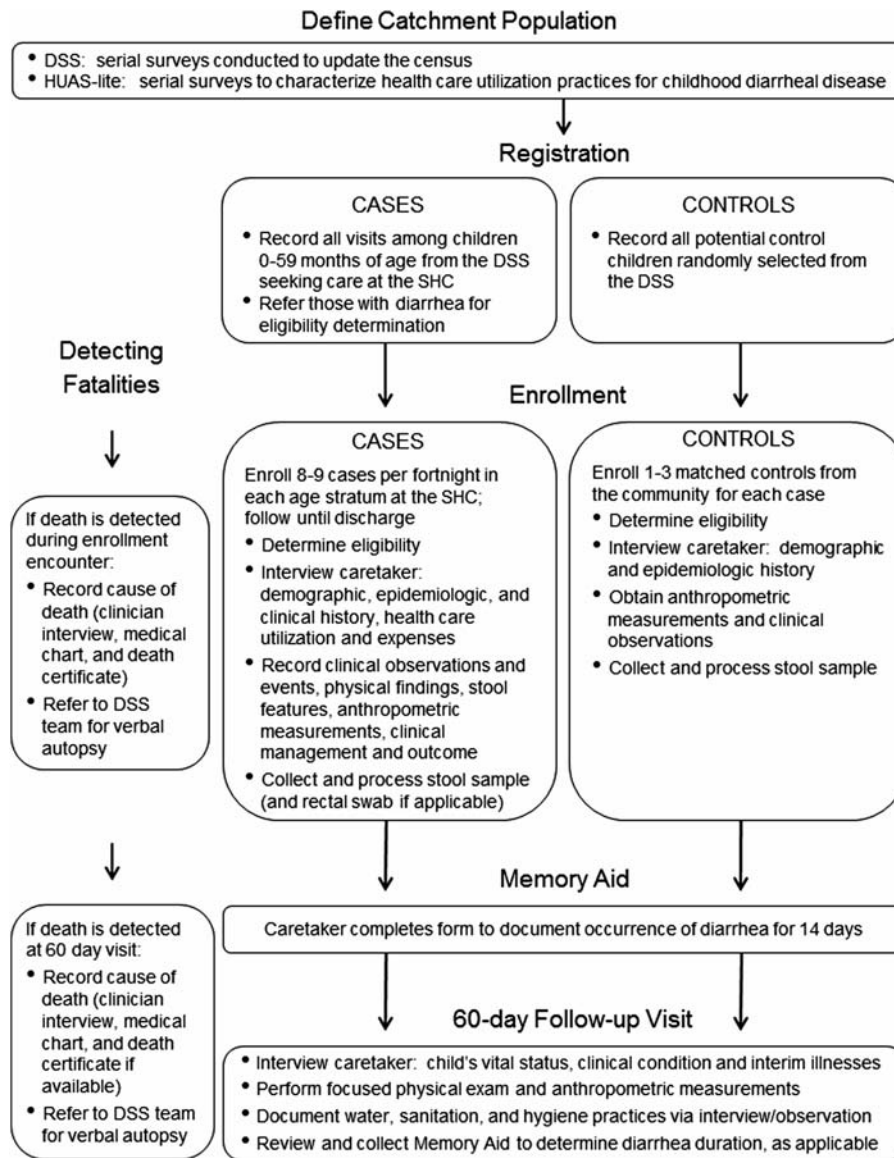 Define Catchment Population
• DSS: serial surveys conducted to update the census
• HUAS-lite: serial surveys to characterize health care utilization practices for childhood diarrheal disease
Registration
CASES
• Record all visits among children
0-59 months of age from the DSS
seeking care at the SHC
• Refer those with diarrhea for
eligibility determination
CONTROLS
• Record all potential control
children randomly selected from
the DSS
Detecting
Fatalities
Enrollment
CASES
Enroll 8-9 cases per fortnight in
each age stratum at the SHC;
follow until discharge
• Determine eligibility
• Interview caretaker:
demographic, epidemiologic, and
clinical history, health care
utilization and expenses
• Record clinical observations and
events, physical findings, stool
features, anthropometric
measurements, clinical
management and outcome
• Collect and process stool sample
(and rectal swab if applicable)
CONTROLS
Enroll 1-3 matched controls from
the community for each case
• Determine eligibility
• Interview caretaker: demographic
and epidemiologic history
• Obtain anthropometric
measurements and clinical
observations
• Collect and process stool sample
If death is detected
during enrollment
encounter:
• Record cause of
death (clinician
interview, medical
chart, and death
certificate)
• Refer to DSS
team for verbal
autopsy
Memory Aid
Caretaker completes form to document occurrence of diarrhea for 14 days
If death is detected
at 60 day visit:
• Record cause of
death (clinician
interview, medical
chart, and death
certificate if
available)
• Refer to DSS team
for verbal autopsy
60-day Follow-up Visit
• Interview caretaker: child's vital status, clinical condition and interim illnesses
• Perform focused physical exam and anthropometric measurements
• Document water, sanitation, and hygiene practices via interview/observation
• Review and collect Memory Aid to determine diarrhea duration, as applicable